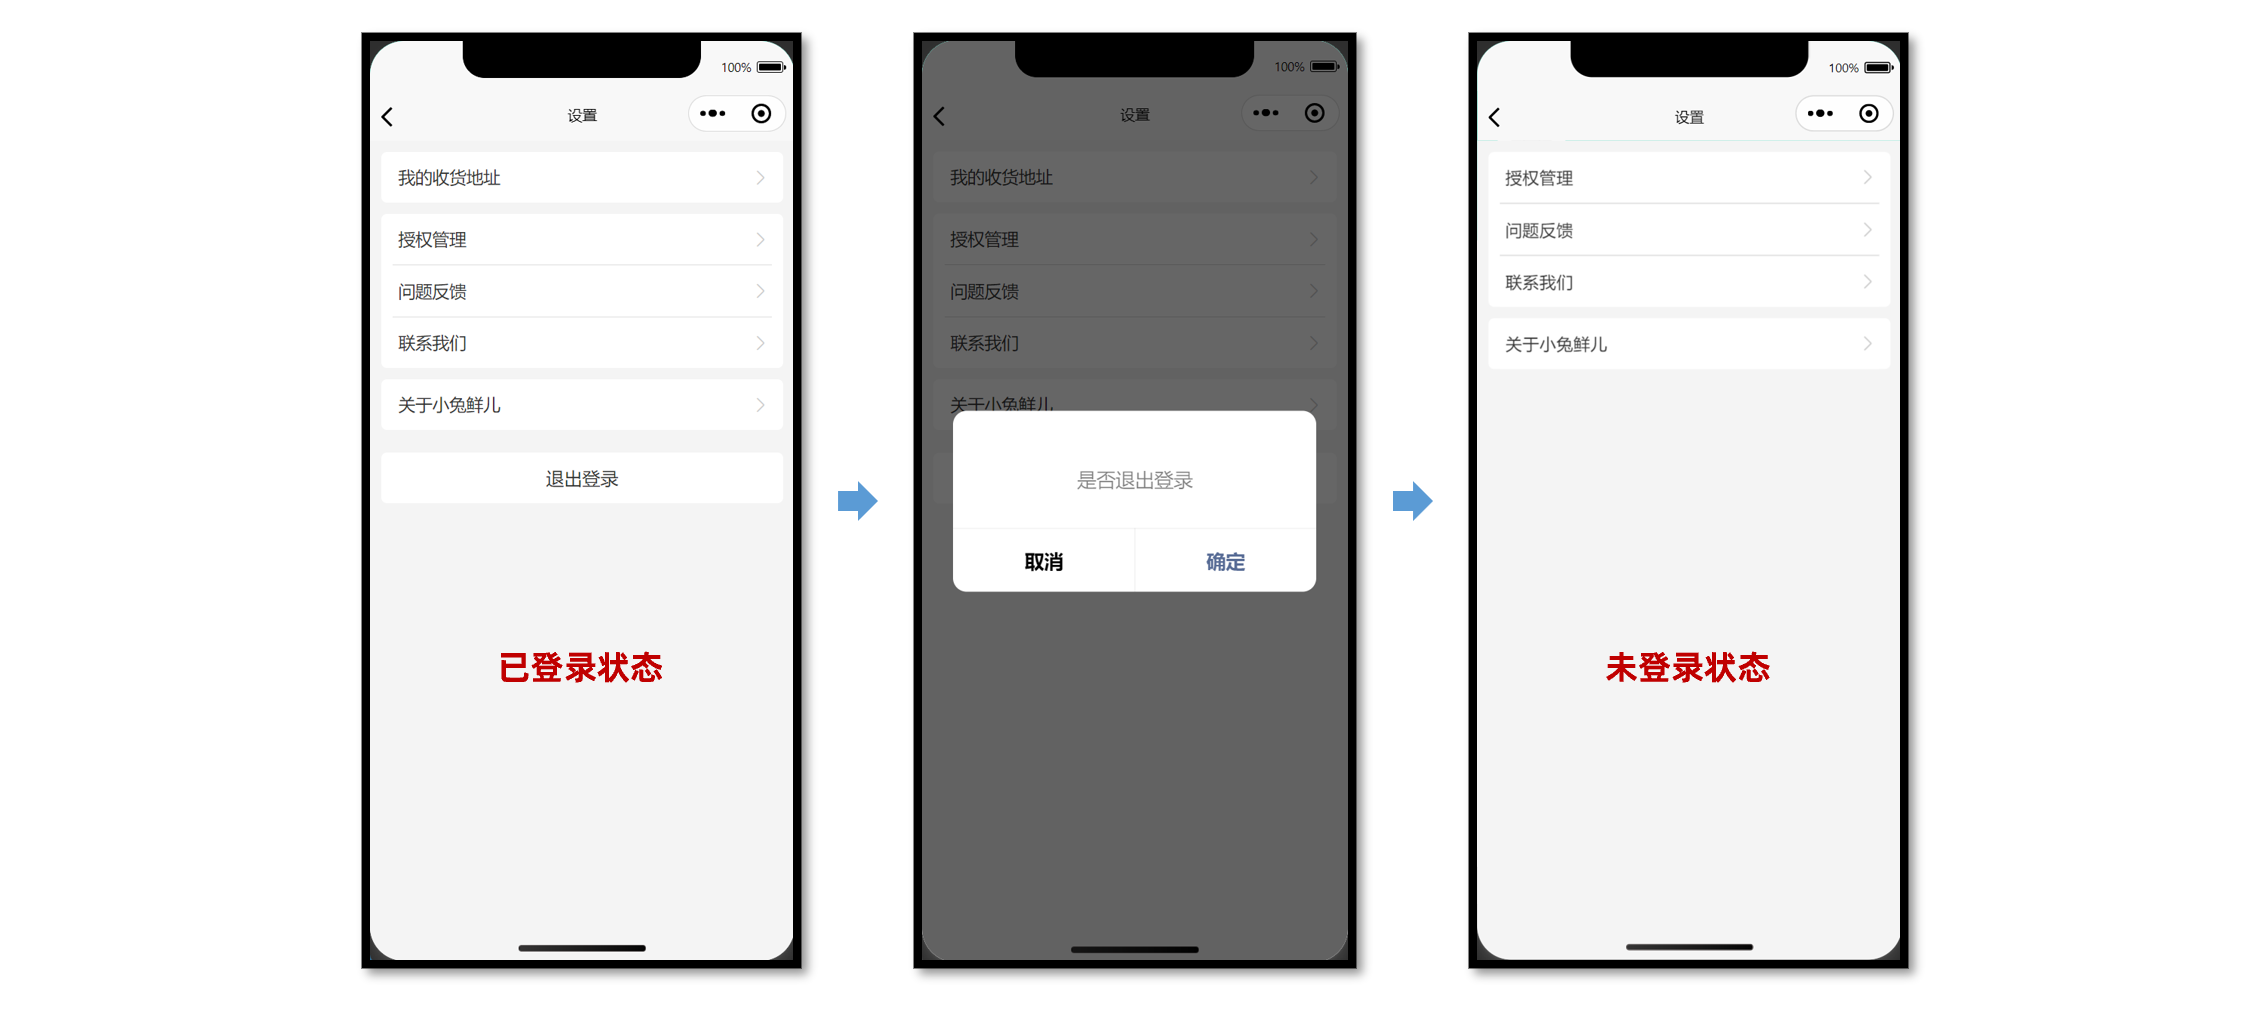 100%
设置
我的收货地址
授权管理
问题反馈
联系我们
关于小兔鲜儿
退出登录
已登录状态
100%
设置
我的收货地址
授权管理
问题反馈
联系我们
关于小兔鲜儿
是否退出登录
取消
确定
100%
设置
授权管理
问题反馈
联系我们
关于小兔鲜儿
未登录状态